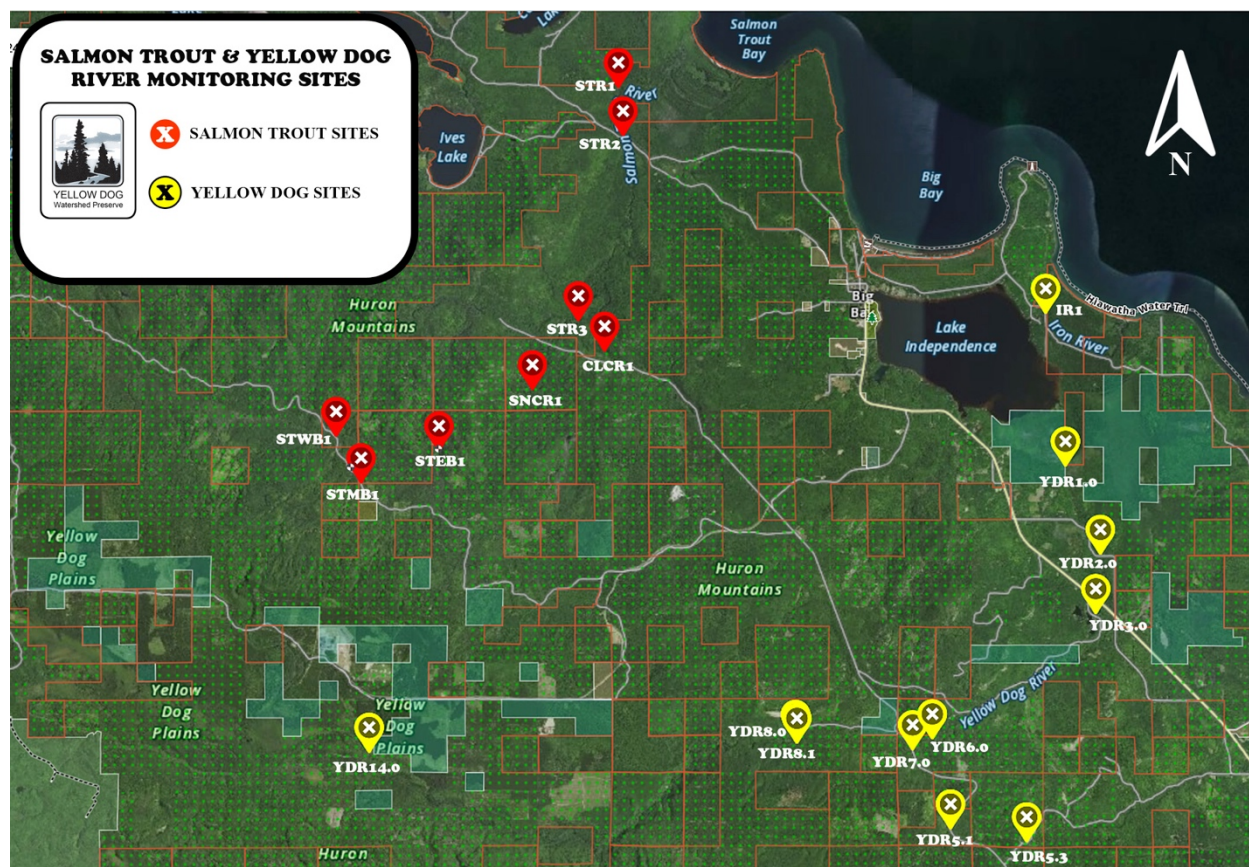 Lake
Lake
24
SALMON TROUT & YELLOW DOG
RIVER MONITORING SITES
X SALMON TROUT SITES
X YELLOW DOG SITES
YELLOW DOG
Watershed Preserve
Salmon
Trout
Bay
STR1
River
STR2
Salmon
Ives
Lake
N
Big
Bay
Huron
Mountains
STR3
CLCR1
SNCR1
Big
Ba
Lake
Independence
IR1
Hiawatha Water Trl
Iron River
STWB1
STEB1
STMB1
YDR1.0
YDR2.0
YDR3.0
Yellow
Dog
Plains
Huron
Mountains
Yellow Dog River
Yellow
Dog
Plains
Yellow
Dog
Plains
YDR14.0
YDR8.0
YDR8.1
YDR7.0
YDR6.0
YDR5.1
YDR5.3
Huron